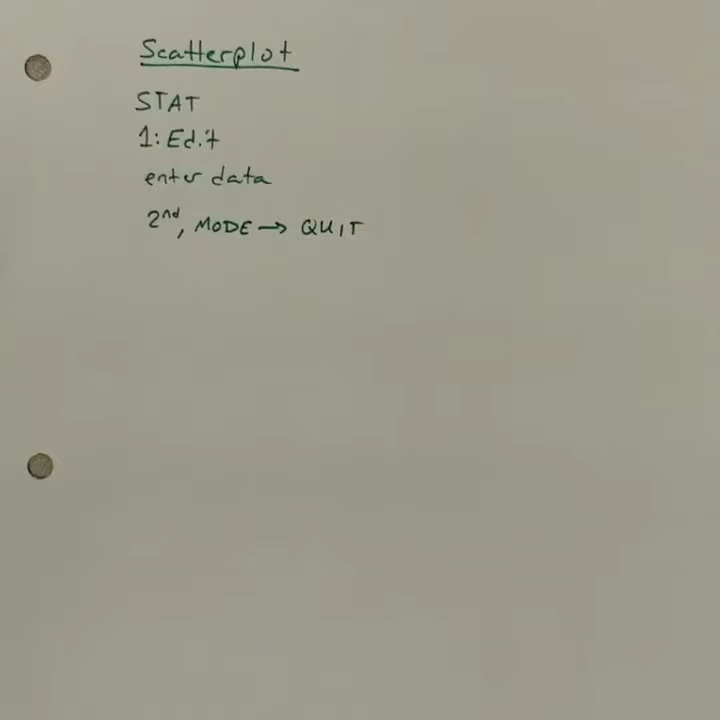 Scatterplot
STAT
1: Edit
enter data
2nd, MODE → QUIT